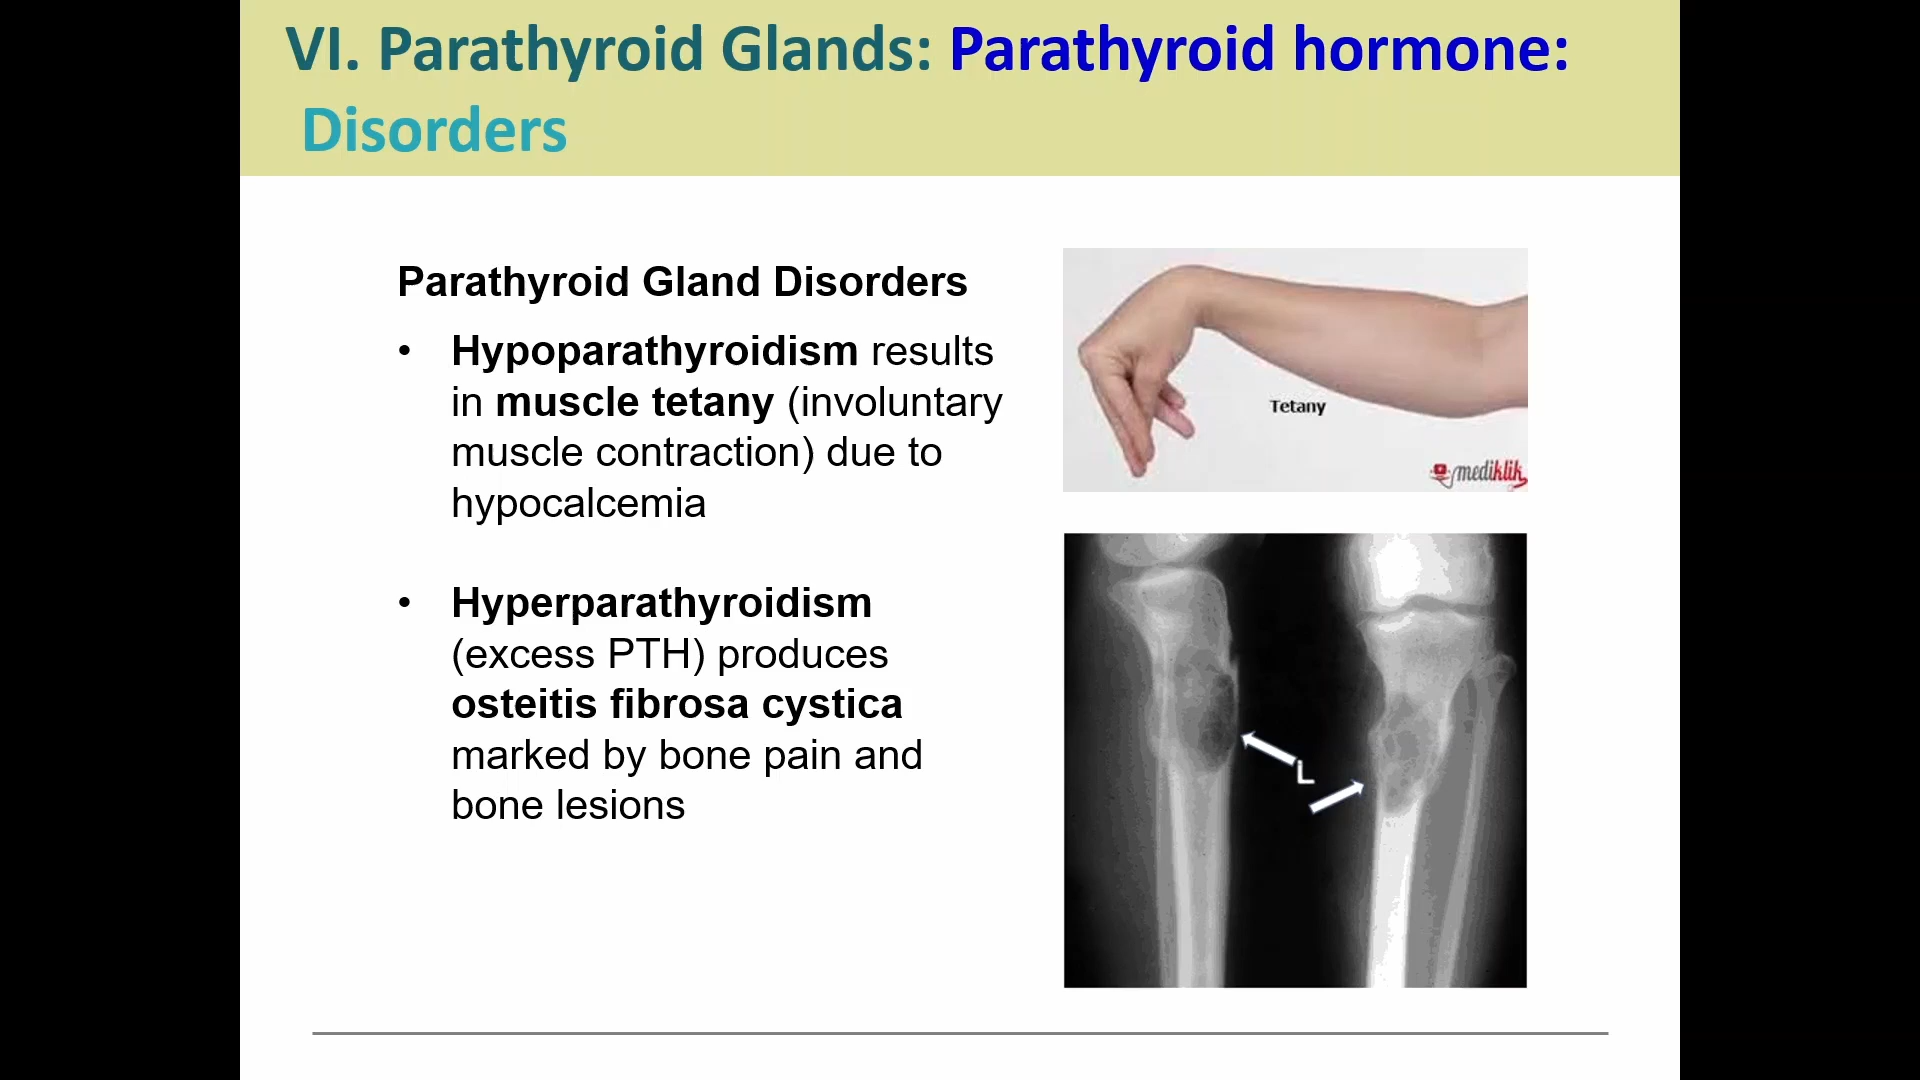 VI. Parathyroid Glands: Parathyroid hormone:
Disorders
Parathyroid Gland Disorders
• Hypoparathyroidism results
in muscle tetany (involuntary
muscle contraction) due to
hypocalcemia
• Hyperparathyroidism
(excess PTH) produces
osteitis fibrosa cystica
marked by bone pain and
bone lesions
Tetany
mediklik
L